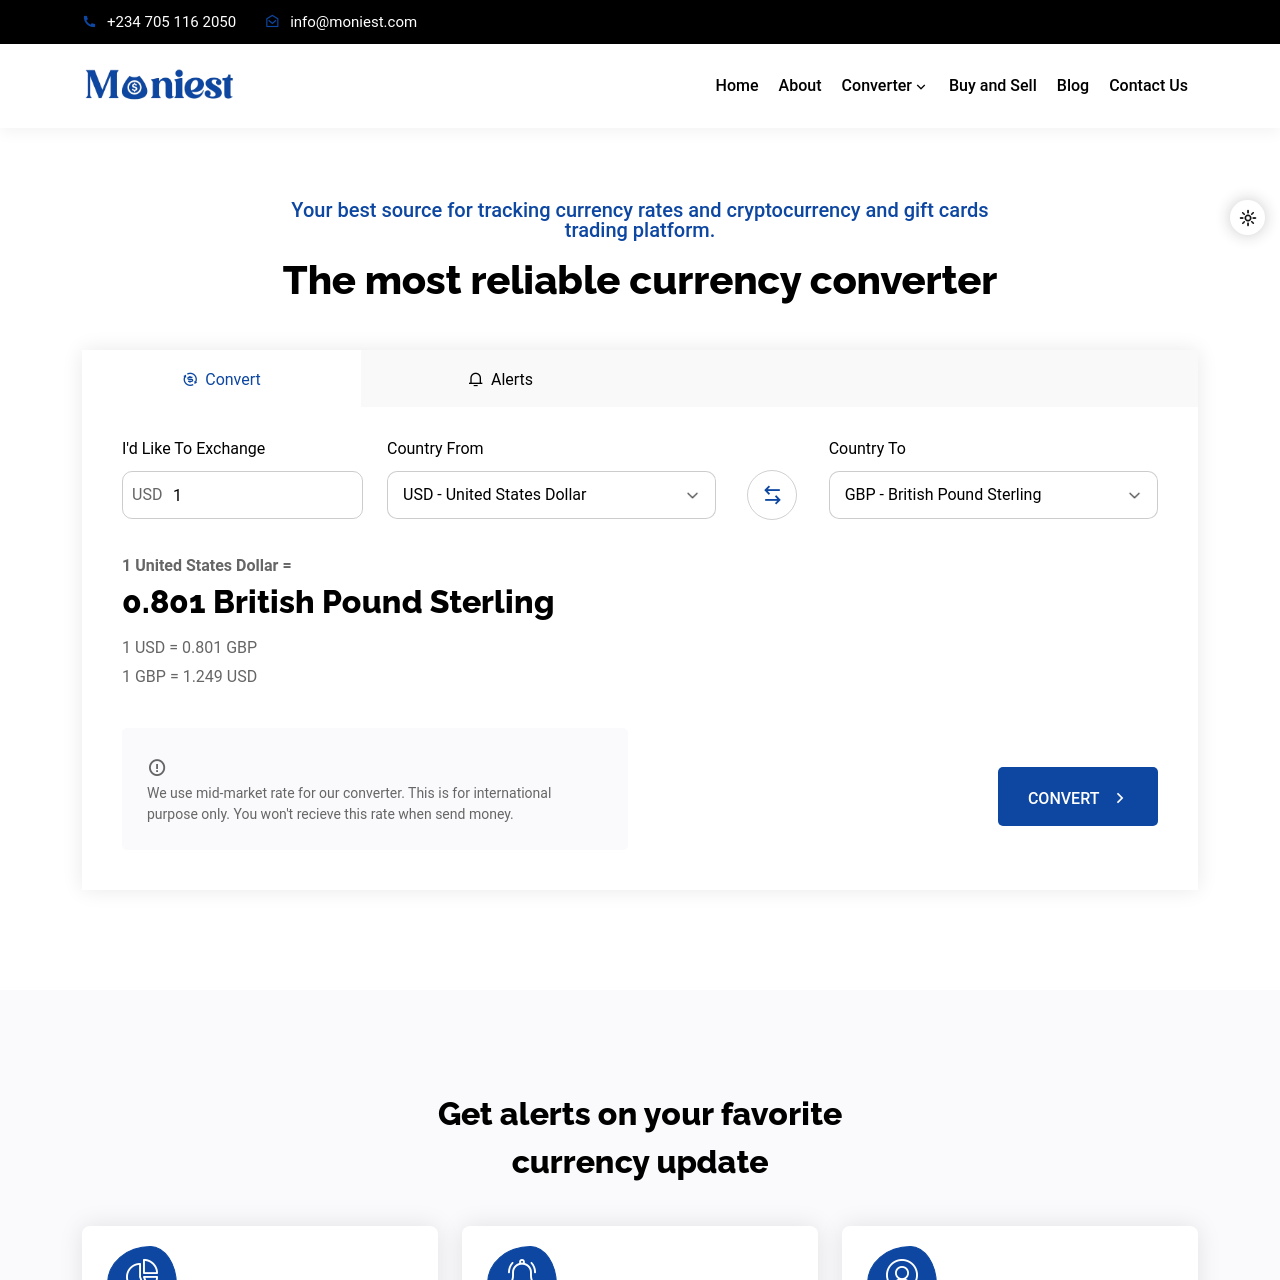 +234 705 116 2050 info@moniest.com
Moniest
Home About Converter Buy and Sell Blog Contact Us
Your best source for tracking currency rates and cryptocurrency and gift cards
trading platform.
The most reliable currency converter
Convert Alerts
I'd Like To Exchange Country From Country To
USD 1 USD - United States Dollar GBP - British Pound Sterling
1 United States Dollar =
0.801 British Pound Sterling
1 USD = 0.801 GBP
1 GBP = 1.249 USD
We use mid-market rate for our converter. This is for international
purpose only. You won't recieve this rate when send money.
CONVERT
Get alerts on your favorite
currency update